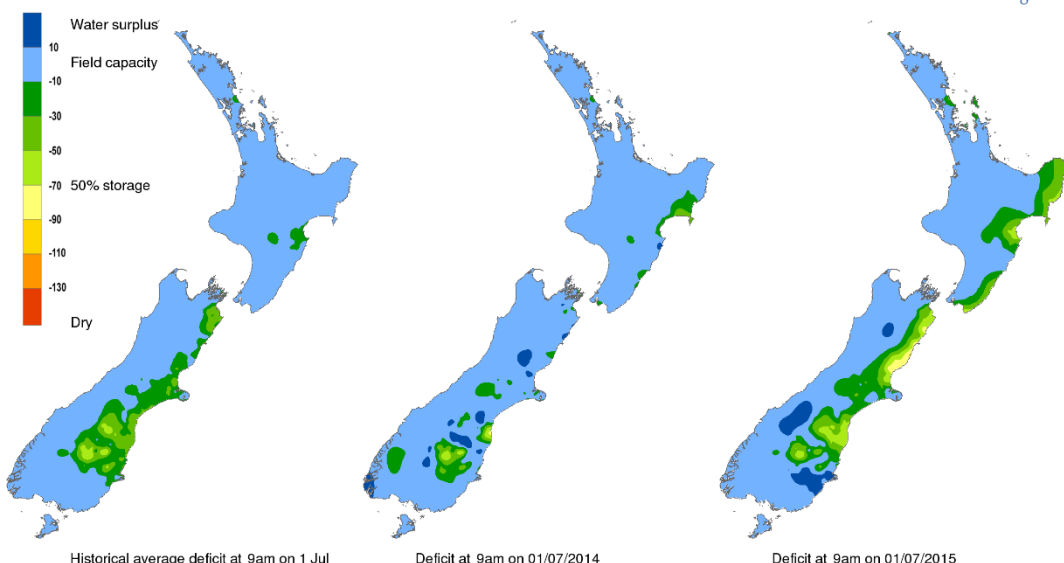 Water surplus
10
Field capacity
-10
-30
-50
50% storage
-70
-90
-110
-130
Dry
Historical average deficit at 9am on 1 Jul
Deficit at 9am on 01/07/2014
Deficit at 9am on 01/07/2015